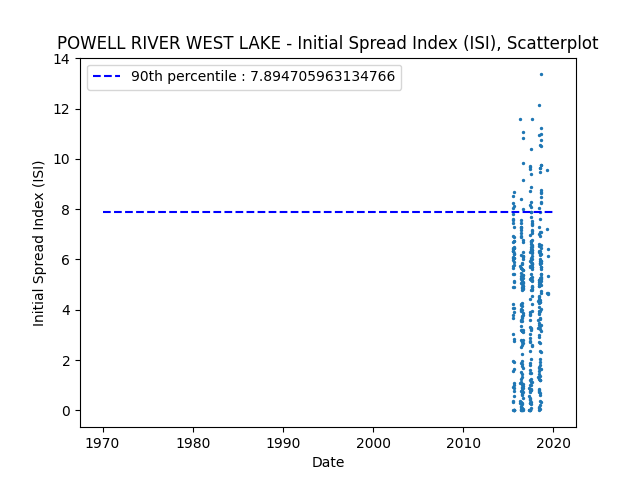 POWELL RIVER WEST LAKE - Initial Spread Index (ISI), Scatterplot
90th percentile : 7.894705963134766
14
12
10
8
6
4
2
0
Initial Spread Index (ISI)
1970 1980 1990 2000 2010 2020
Date